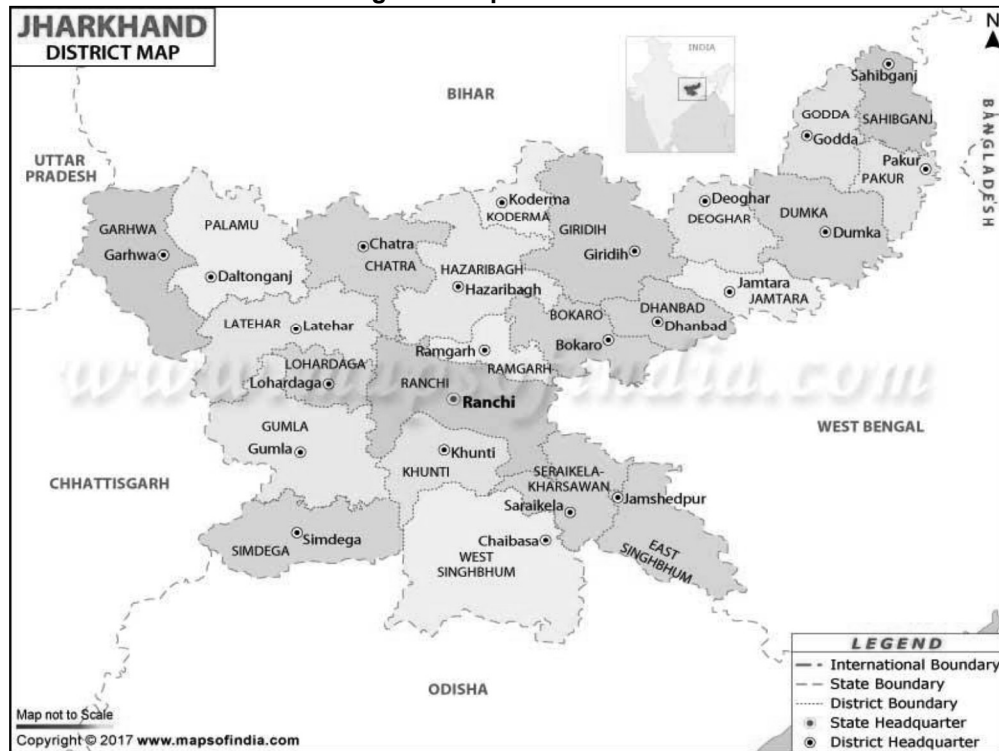 JHARKHAND
DISTRICT MAP
N
INDIA
BIHAR
UTTAR
PRADESH
BANGLADESH
Sahibganj
SAHIBGANJ
GODDA
Godda
Pakur
PAKUR
Koderma
KODERMA
Deoghar
DEOGHAR
DUMKA
Dumka
GARHWA
Garhwa
PALAMU
Daltonganj
Chatra
CHATRA
GIRIDIH
Giridih
HAZARIBAGH
Hazaribagh
Jamtara
JAMTARA
BOKARO
Bokaro
DHANBAD
Dhanbad
LATEHAR
Latehar
Ramgarh
RAMGARH
LOHARDAGA
Lohardaga
RANCHI
Ranchi
www.mapsofindia.com
WEST BENGAL
GUMLA
Gumla
Khunti
KHUNTI
SERAIKELA-
KHARSAWAN
Saraikela
Jamshedpur
CHHATTISGARH
Simdega
SIMDEGA
Chaibasa
WEST
SINGHBHUM
EAST
SINGHBHUM
ODISHA
LEGEND
International Boundary
State Boundary
District Boundary
State Headquarter
District Headquarter
Map not to Scale
Copyright © 2017 www.mapsofindia.com